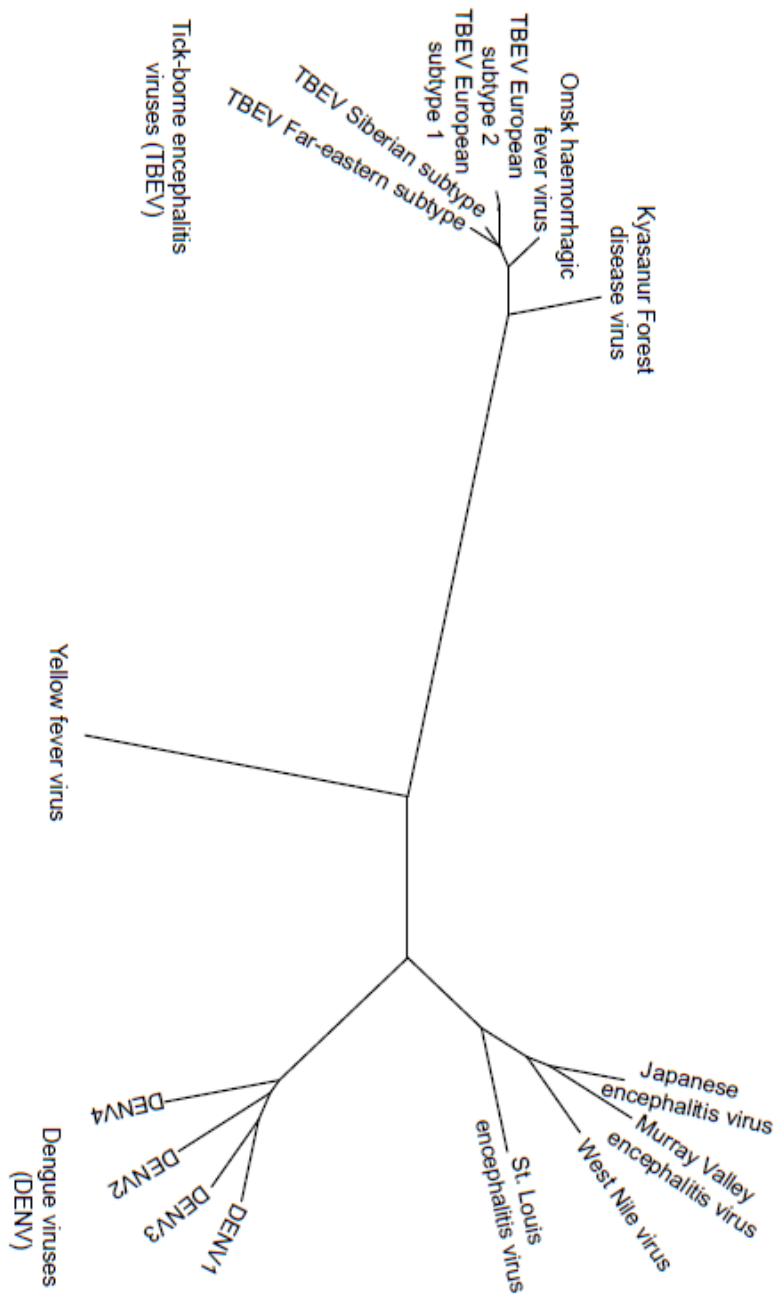 Kyasanur Forest
disease virus
Omsk haemorrhagic
fever virus
TBEV European
subtype 2
TBEV European
subtype 1
TBEV Siberian subtype
TBEV Far-eastern subtype
Tick-borne encephalitis
viruses (TBEV)
Yellow fever virus
Japanese
encephalitis virus
Murray Valley
encephalitis virus
West Nile virus
St. Louis
encephalitis virus
DENV1
DENV3
DENV2
DENV4
Dengue viruses
(DENV)